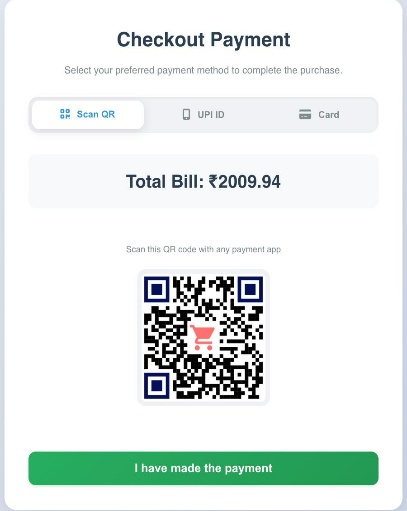 Checkout Payment
Select your preferred payment method to complete the purchase.
Scan QR
UPI ID
Card
Total Bill: ₹2009.94
Scan this QR code with any payment app
I have made the payment